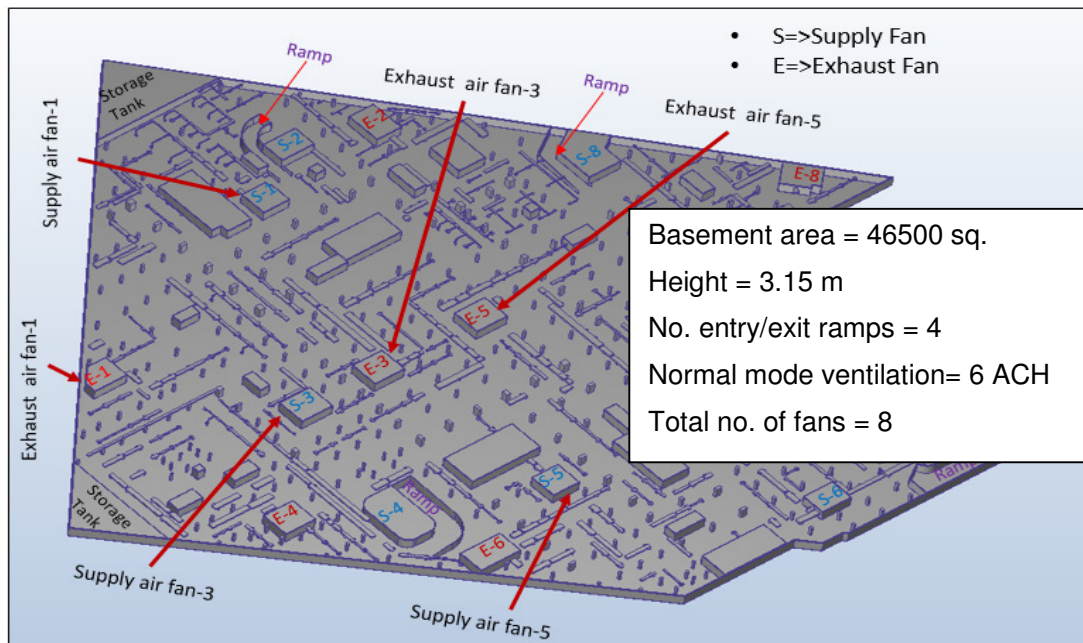 • S=>Supply Fan
• E=>Exhaust Fan
Ramp
Exhaust air fan-3
Ramp
Exhaust air fan-5
Storage
Tank
Supply air fan-1
S-2
E-2
S-8
E-8
S-1
Basement area = 46500 sq.
Height = 3.15 m
No. entry/exit ramps = 4
Normal mode ventilation= 6 ACH
Total no. of fans = 8
E-5
Exhaust air fan-1
E-1
E-3
S-3
S-5
Ramp
S-6
Ramp
S-4
Storage
Tank
E-4
E-6
Supply air fan-3
Supply air fan-5